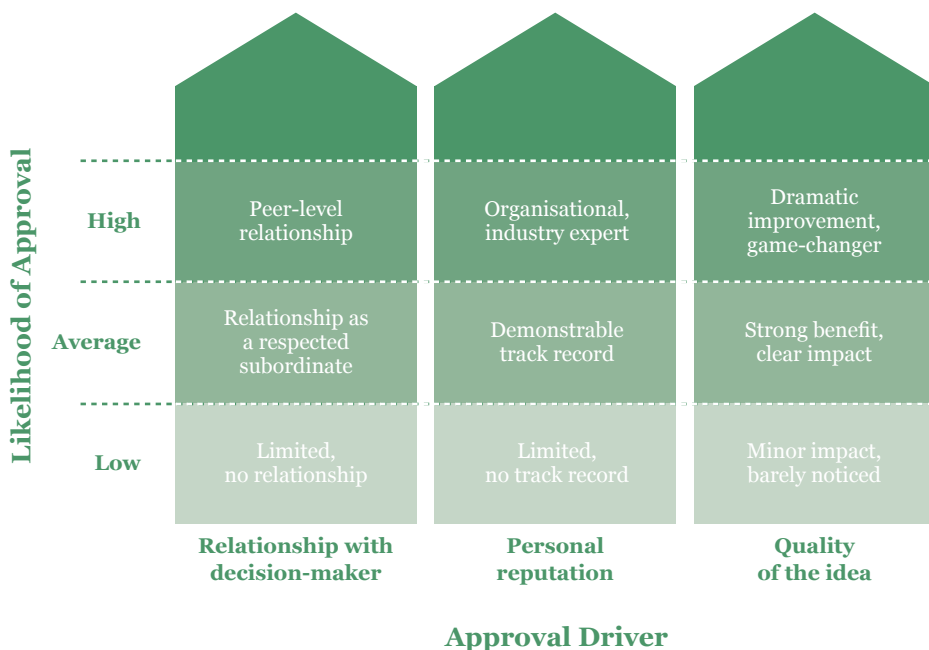 Likelihood of Approval
High
Peer-level
relationship
Organisational,
industry expert
Dramatic
improvement,
game-changer
Average
Relationship as
a respected
subordinate
Demonstrable
track record
Strong benefit,
clear impact
Low
Limited,
no relationship
Limited,
no track record
Minor impact,
barely noticed
Relationship with
decision-maker
Personal
reputation
Quality
of the idea
Approval Driver